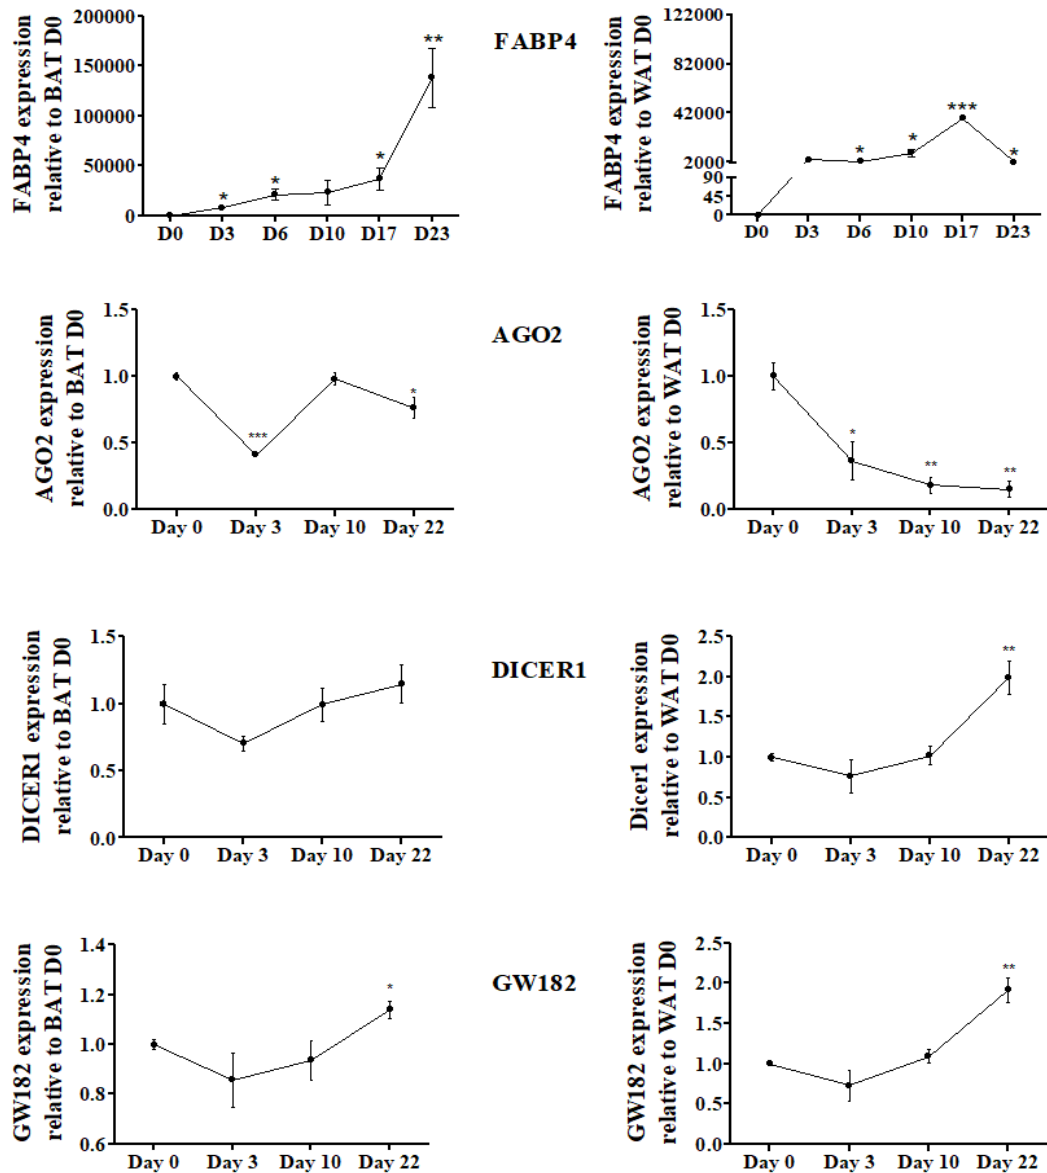 FABP4 expression
relative to BAT D0
200000
150000
100000
50000
0
*
*
*
**
D0 D3 D6 D10 D17 D23
FABP4
FABP4 expression
relative to WAT D0
122000
82000
42000
2000
90
45
0
*
*
***
*
D0 D3 D6 D10 D17 D23
AGO2 expression
relative to BAT D0
1.5
1.0
0.5
0.0
***
*
Day 0 Day 3 Day 10 Day 22
AGO2
AGO2 expression
relative to WAT D0
1.5
1.0
0.5
0.0
*
**
**
Day 0 Day 3 Day 10 Day 22
DICER1 expression
relative to BAT D0
1.5
1.0
0.5
0.0
Day 0 Day 3 Day 10 Day 22
DICER1
Dicer1 expression
relative to WAT D0
2.5
2.0
1.5
1.0
0.5
0.0
**
Day 0 Day 3 Day 10 Day 22
GW182 expression
relative to BAT D0
1.4
1.2
1.0
0.8
0.6
*
Day 0 Day 3 Day 10 Day 22
GW182
GW182 expression
relative to WAT D0
2.5
2.0
1.5
1.0
0.5
0.0
**
Day 0 Day 3 Day 10 Day 22